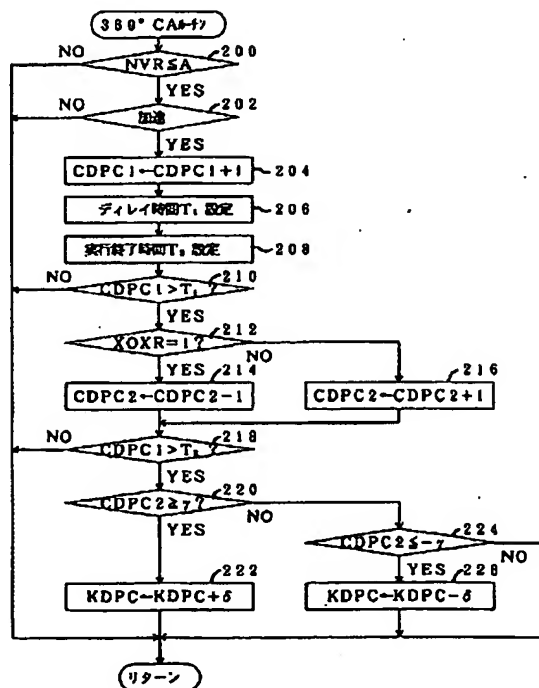 360° CAルーチン
200
NO
NVR≦A
YES
202
NO
加速
YES
CDPC1←CDPC1+1
204
ディレイ時間T₁ 設定
206
実行終了時間T₂ 設定
208
210
NO
CDPC1>T₁ ?
YES
212
XOXR=1?
NO
YES
214
216
CDPC2←CDPC2-1
CDPC2←CDPC2+1
218
NO
CDPC1>T₂ ?
YES
220
CDPC2≧γ?
NO
YES
224
CDPC2≦-γ
NO
YES
222
228
KDPC←KDPC+δ
KDPC←KDPC-δ
リターン